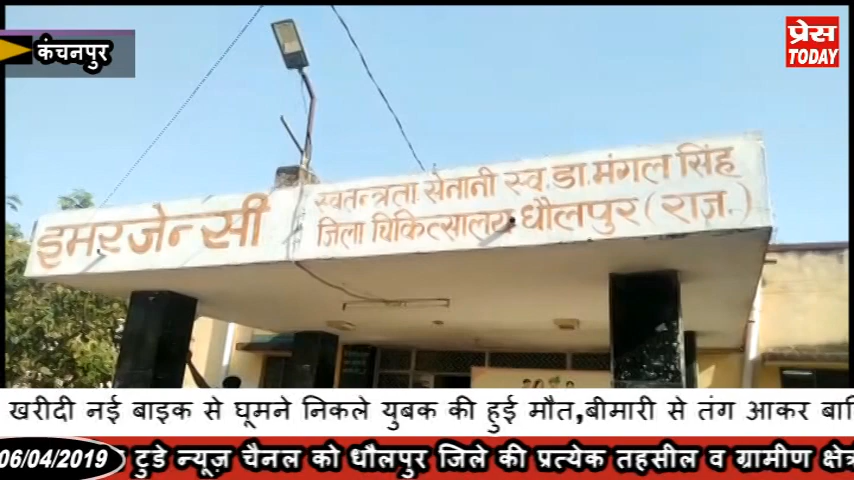 कंचनपुर
प्रेस
TODAY
इमरजेन्सी
स्वतन्त्रता सेनानी स्व.डा.मंगल सिंह
जिला चिकित्सालय धौलपुर (राज.)
खरीदी नई बाइक से घूमने निकले युवक की हुई मौत,बीमारी से तंग आकर
06/04/2019
टुडे न्यूज़ चैनल को धौलपुर जिले की प्रत्येक तहसील व ग्रामीण